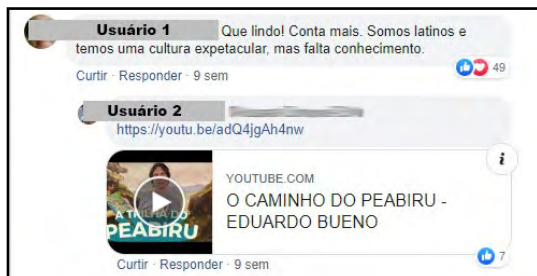 Usuário 1 Que lindo! Conta mais. Somos latinos e
temos uma cultura expetacular, mas falta conhecimento.
Curtir · Responder · 9 sem
49
Usuário 2
https://youtu.be/adQ4jgAh4nw
YOUTUBE.COM
O CAMINHO DO PEABIRU -
EDUARDO BUENO
A TRILHA DO
PEABIRU
i
Curtir · Responder · 9 sem
7